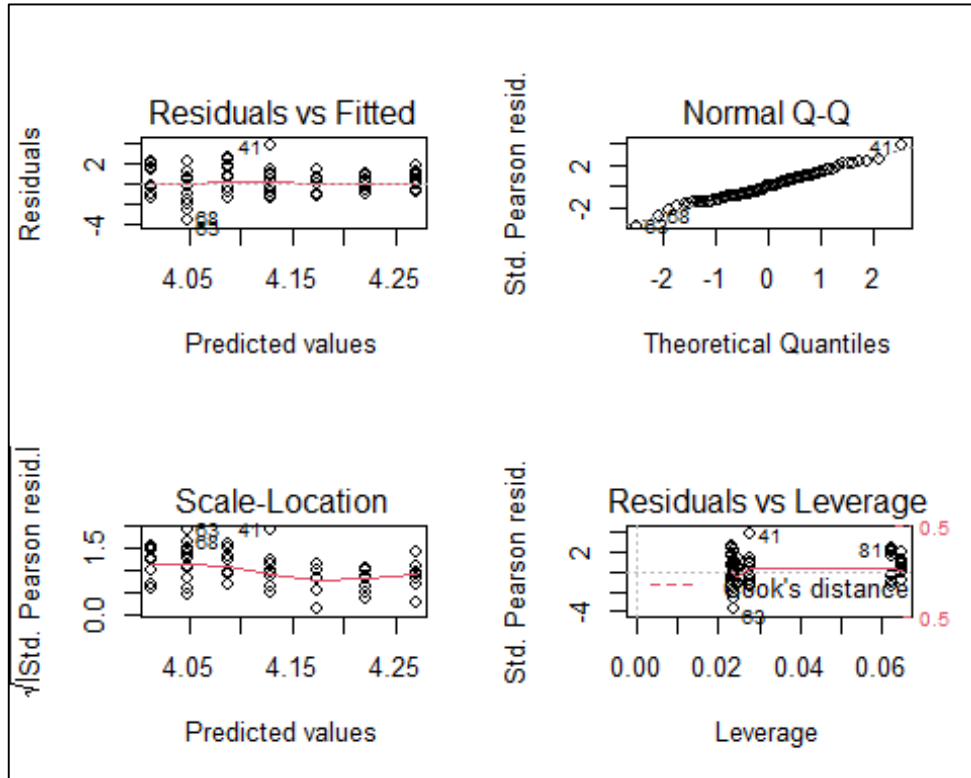 Residuals vs Fitted
Residuals
2
-4
41
68
63
4.05 4.15 4.25
Predicted values
Normal Q-Q
Std. Pearson resid.
2
-2
41
68
63
-2 -1 0 1 2
Theoretical Quantiles
Scale-Location
√|Std. Pearson resid.|
1.5
0.0
63
68
41
4.05 4.15 4.25
Predicted values
Residuals vs Leverage
Std. Pearson resid.
2
-4
41
81
63
ook's distance
0.5
0.5
0.00 0.02 0.04 0.06
Leverage